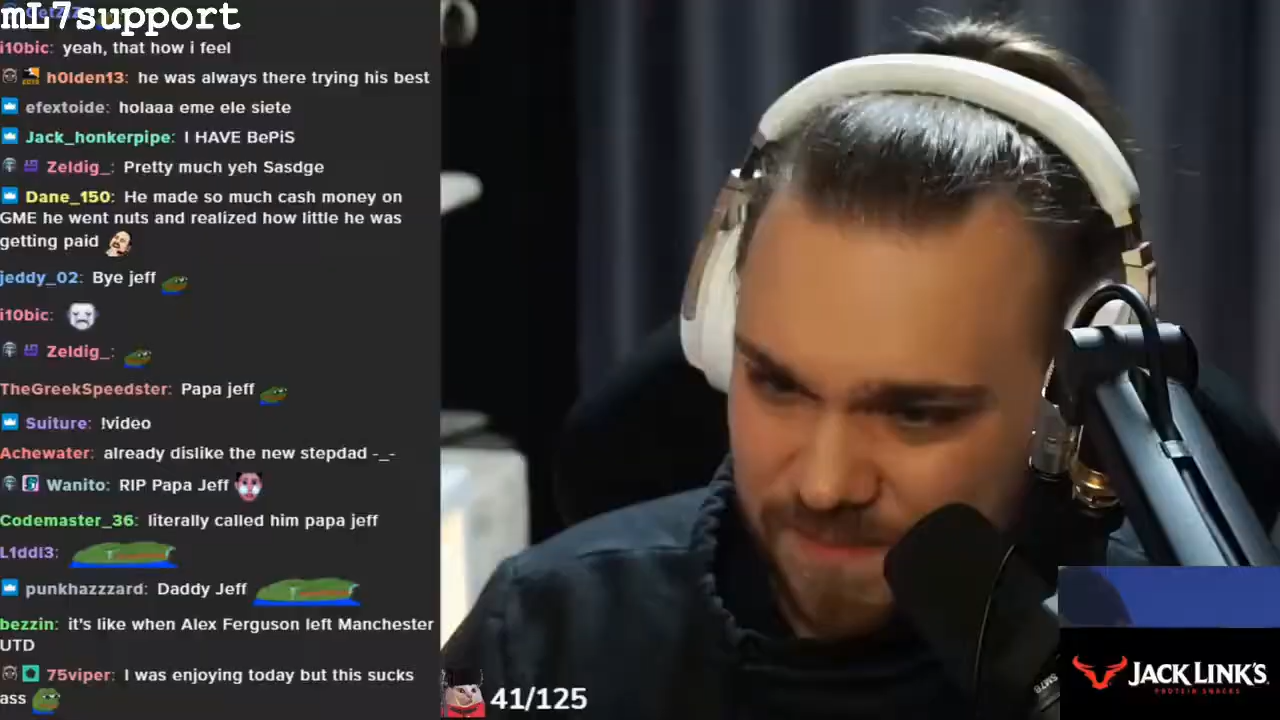 mL7support
i10bic: yeah, that how i feel
h0lden13: he was always there trying his best
efextoide: holaaa eme ele siete
Jack_honkerpipe: I HAVE BePiS
Zeldig_: Pretty much yeh Sasdge
Dane_150: He made so much cash money on
GME he went nuts and realized how little he was
getting paid
jeddy_02: Bye jeff
i10bic:
Zeldig_:
TheGreekSpeedster: Papa jeff
Suiture: !video
Achewater: already dislike the new stepdad -_-
Wanito: RIP Papa Jeff
Codemaster_36: literally called him papa jeff
L1ddl3:
punkhazzzard: Daddy Jeff
bezzin: it's like when Alex Ferguson left Manchester
UTD
75viper: I was enjoying today but this sucks
ass
41/125
SM7B
JACK LINK'S
PROTEIN SNACKS